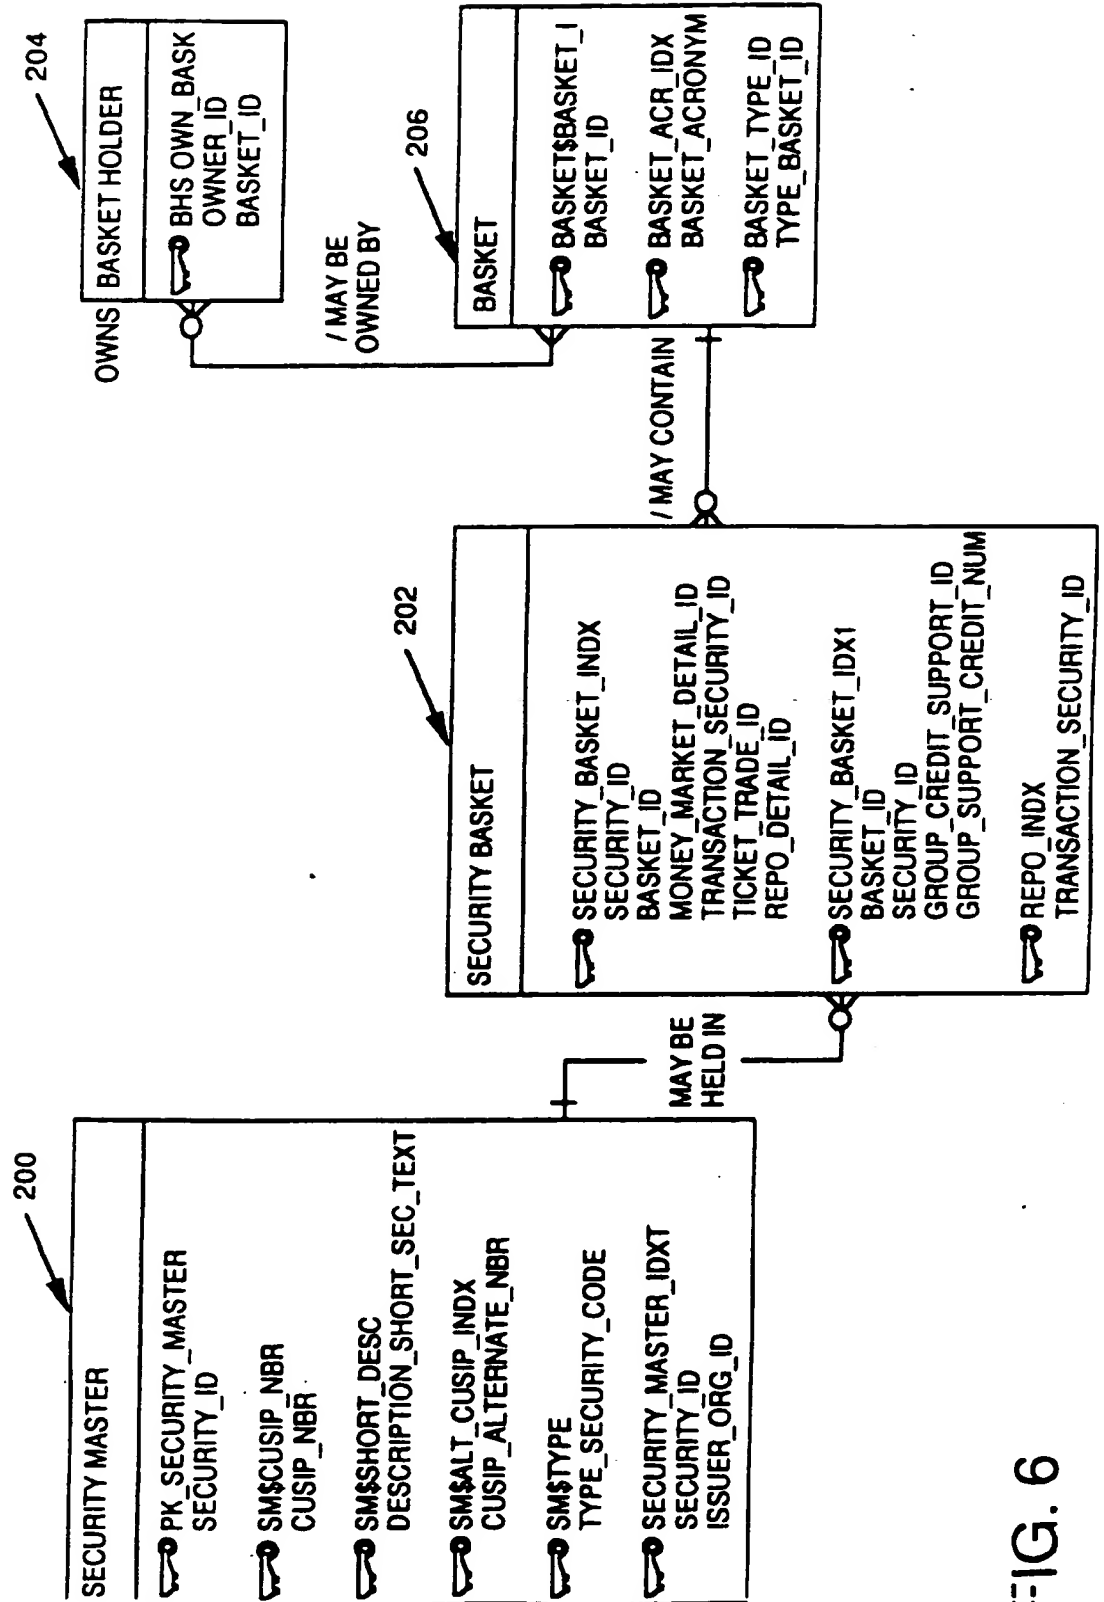 200
SECURITY MASTER
PK_SECURITY_MASTER
SECURITY_ID
SM$CUSIP_NBR
CUSIP_NBR
SM$SHORT_DESC
DESCRIPTION_SHORT_SEC_TEXT
SM$ALT_CUSIP_INDX
CUSIP_ALTERNATE_NBR
SM$TYPE
TYPE_SECURITY_CODE
SECURITY_MASTER_IDXT
SECURITY_ID
ISSUER_ORG_ID
MAY BE
HELD IN
202
SECURITY BASKET
SECURITY_BASKET_INDX
SECURITY_ID
BASKET_ID
MONEY_MARKET_DETAIL_ID
TRANSACTION_SECURITY_ID
TICKET_TRADE_ID
REPO_DETAIL_ID
SECURITY_BASKET_IDX1
BASKET_ID
SECURITY_ID
GROUP_CREDIT_SUPPORT_ID
GROUP_SUPPORT_CREDIT_NUM
REPO_INDX
TRANSACTION_SECURITY_ID
/ MAY CONTAIN
204
OWNS
BASKET HOLDER
BHS OWN_BASK
OWNER_ID
BASKET_ID
/ MAY BE
OWNED BY
206
BASKET
BASKET$BASKET_I
BASKET_ID
BASKET_ACR_IDX
BASKET_ACRONYM
BASKET_TYPE_ID
TYPE_BASKET_ID
FIG. 6